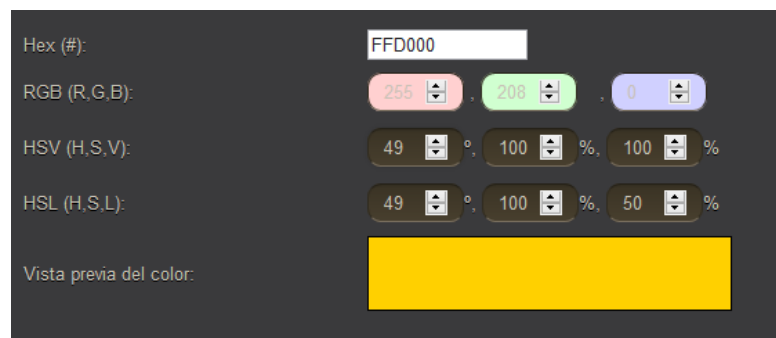 Hex (#): FFD000
RGB (R,G,B): 255 , 208 , 0
HSV (H,S,V): 49 º, 100 %, 100 %
HSL (H,S,L): 49 º, 100 %, 50 %
Vista previa del color: